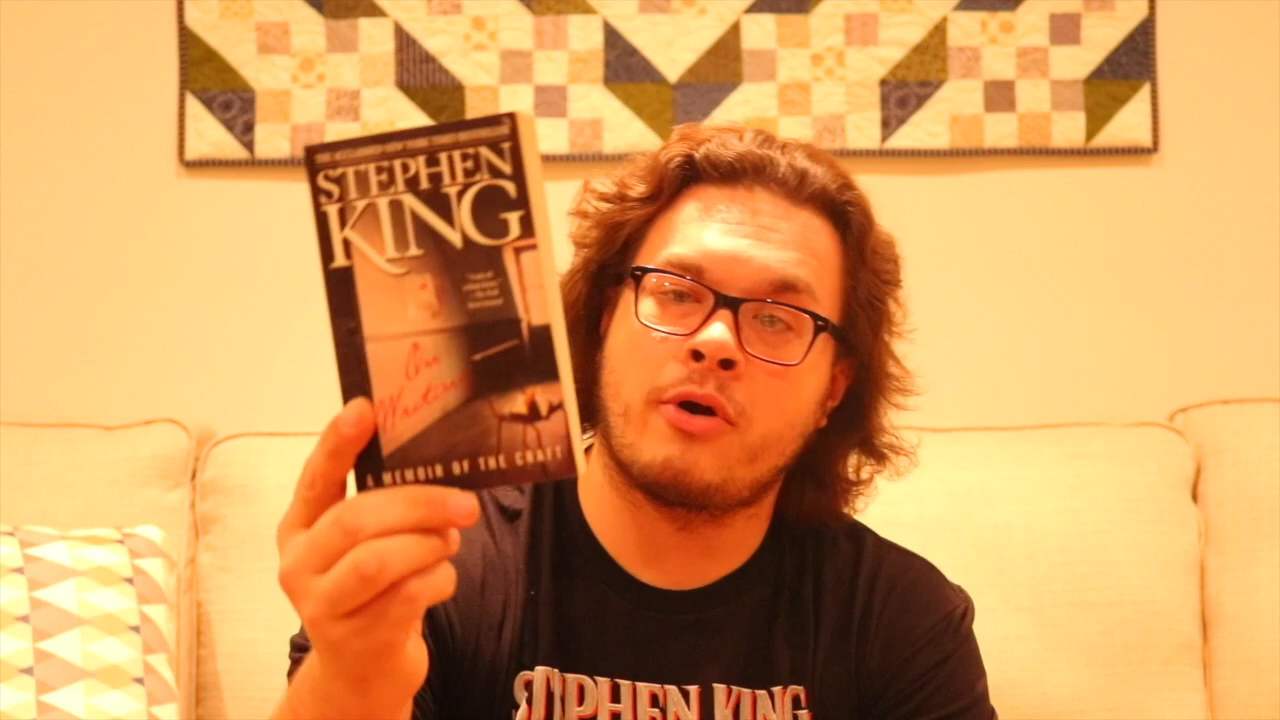 STEPHEN
KING
On
Writing
A MEMOIR OF THE CRAFT
STEPHEN KING